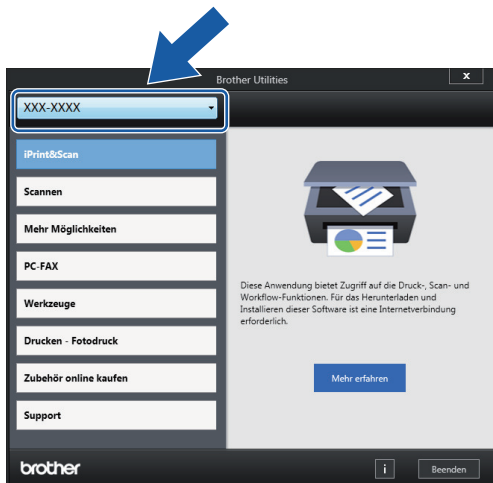 Brother Utilities
x
XXX-XXXX
iPrint&Scan
Scannen
Mehr Möglichkeiten
PC-FAX
Werkzeuge
Drucken - Fotodruck
Zubehör online kaufen
Support
Diese Anwendung bietet Zugriff auf die Druck-, Scan- und
Workflow-Funktionen. Für das Herunterladen und
Installieren dieser Software ist eine Internetverbindung
erforderlich.
Mehr erfahren
brother
i
Beenden